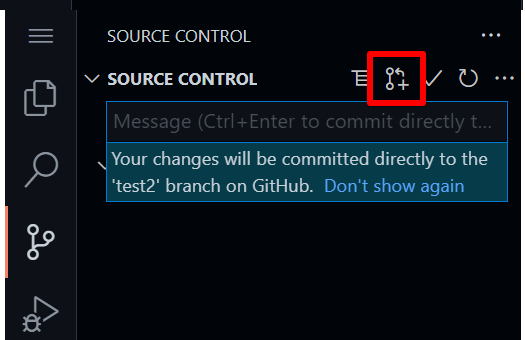 SOURCE CONTROL
SOURCE CONTROL
Message (Ctrl+Enter to commit directly t...
Your changes will be committed directly to the
'test2' branch on GitHub. Don't show again